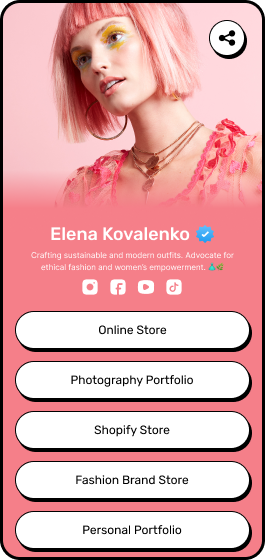 Elena Kovalenko
Crafting sustainable and modern outfits. Advocate for
ethical fashion and women's empowerment.
Online Store
Photography Portfolio
Shopify Store
Fashion Brand Store
Personal Portfolio